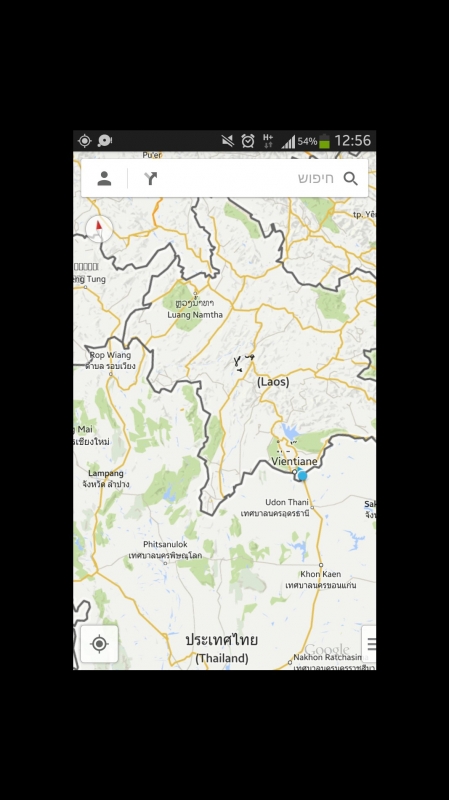 H+
54%
12:56
Pu'er
חיפוש
tp. Yê
ng Tung
ຫຼວງນ້ຳທາ
Luang Namtha
Rop Wiang
ตำบล รอบเวียง
(Laos)
g Mai
รเชียงใหม่
Vientiane
Lampang
จังหวัด ลำปาง
Udon Thani
เทศบาลนครอุดรธานี
Sak
จังห
Phitsanulok
เทศบาลนครพิษณุโลก
Khon Kaen
เทศบาลนครขอนแก่น
ประเทศไทย
(Thailand)
Google
Nakhon Ratchasim
เทศบาลนครนครราชสีมา